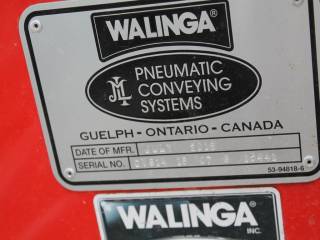 WALINGA®
PNEUMATIC
CONVEYING
SYSTEMS
GUELPH - ONTARIO - CANADA
DATE OF MFR.
SERIAL NO.
53-94818-6
WALINGA®
INC.